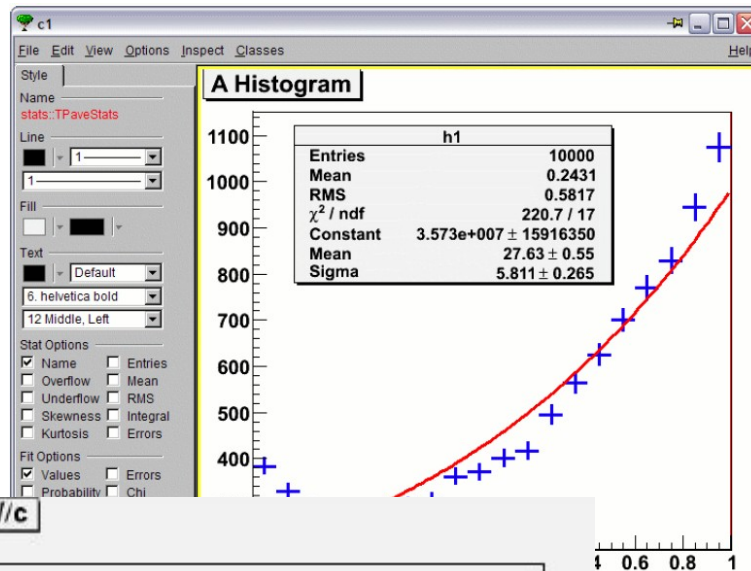 c1
File Edit View Options Inspect Classes Help
Style
Name
stats::TPaveStats
Line
1
1
Fill
Text
Default
6. helvetica bold
12 Middle, Left
Stat Options
Name Entries
Overflow Mean
Underflow RMS
Skewness Integral
Kurtosis Errors
Fit Options
Values Errors
Probability Chi
A Histogram
h1
Entries 10000
Mean 0.2431
RMS 0.5817
χ² / ndf 220.7 / 17
Constant 3.573e+007 ± 15916350
Mean 27.63 ± 0.55
Sigma 5.811 ± 0.265
1100
1000
900
800
700
600
500
400
0.6 0.8 1
//c